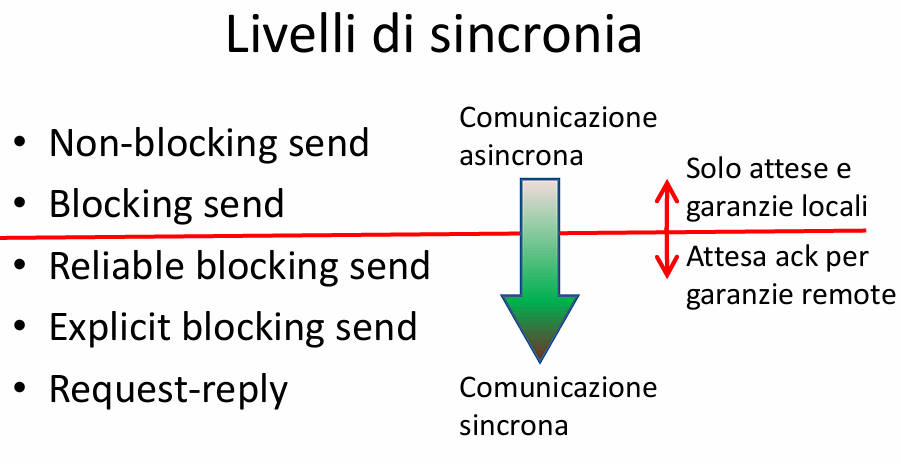 Livelli di sincronia
• Non-blocking send
• Blocking send
• Reliable blocking send
• Explicit blocking send
• Request-reply
Comunicazione
asincrona
Comunicazione
sincrona
Solo attese e
garanzie locali
Attesa ack per
garanzie remote